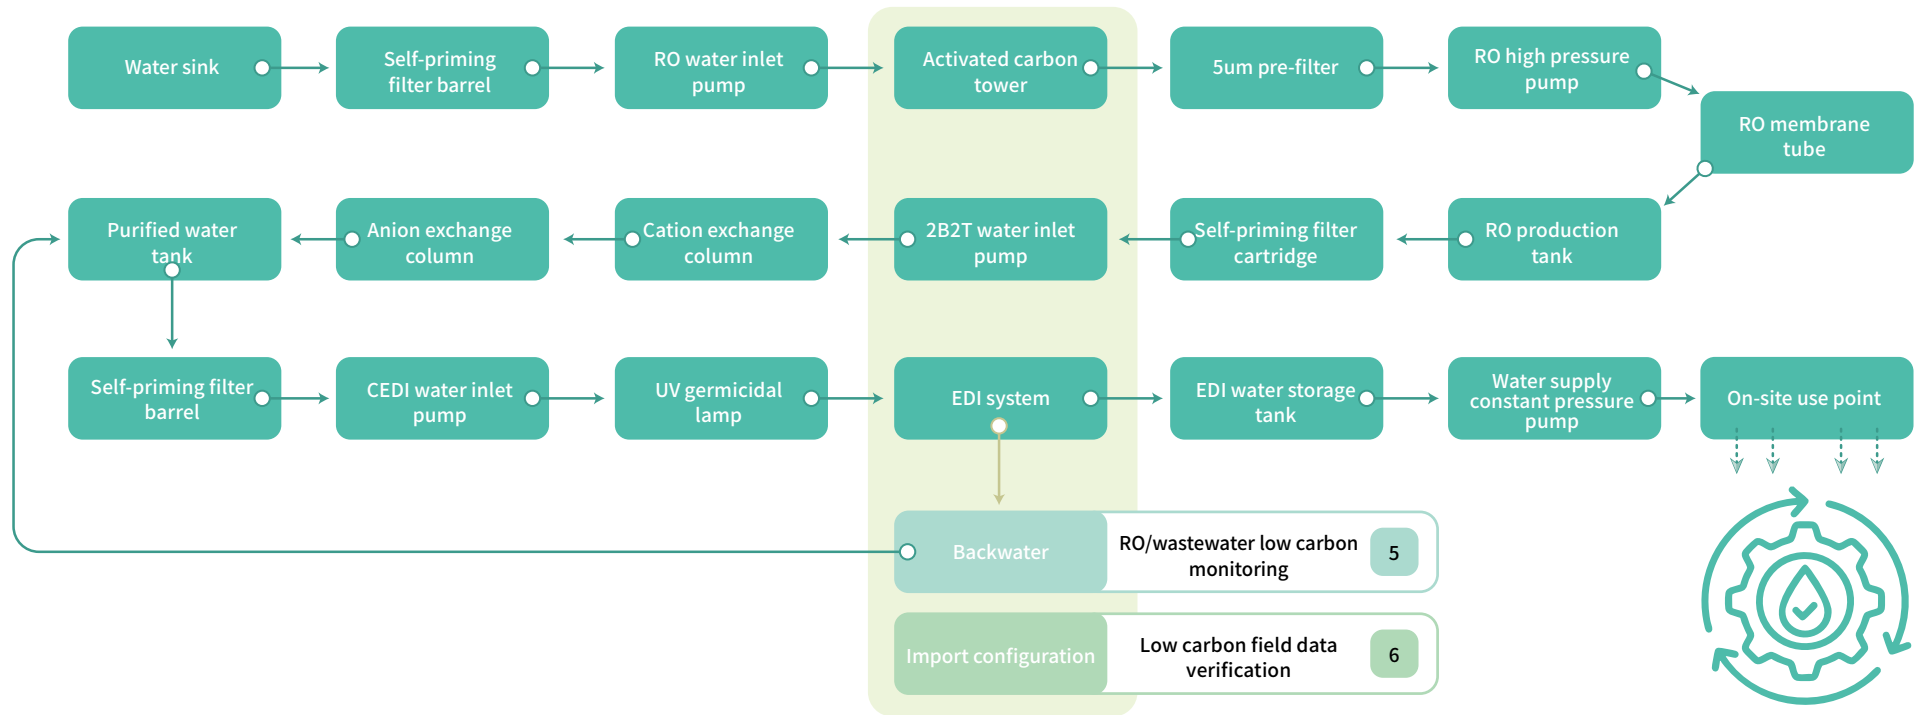 Water sink
Self-priming
filter barrel
RO water inlet
pump
Activated carbon
tower
5um pre-filter
RO high pressure
pump
RO membrane
tube
Purified water
tank
Anion exchange
column
Cation exchange
column
2B2T water inlet
pump
Self-priming filter
cartridge
RO production
tank
Self-priming filter
barrel
CEDI water inlet
pump
UV germicidal
lamp
EDI system
EDI water storage
tank
Water supply
constant pressure
pump
On-site use point
Backwater
RO/wastewater low carbon
monitoring
5
Import configuration
Low carbon field data
verification
6